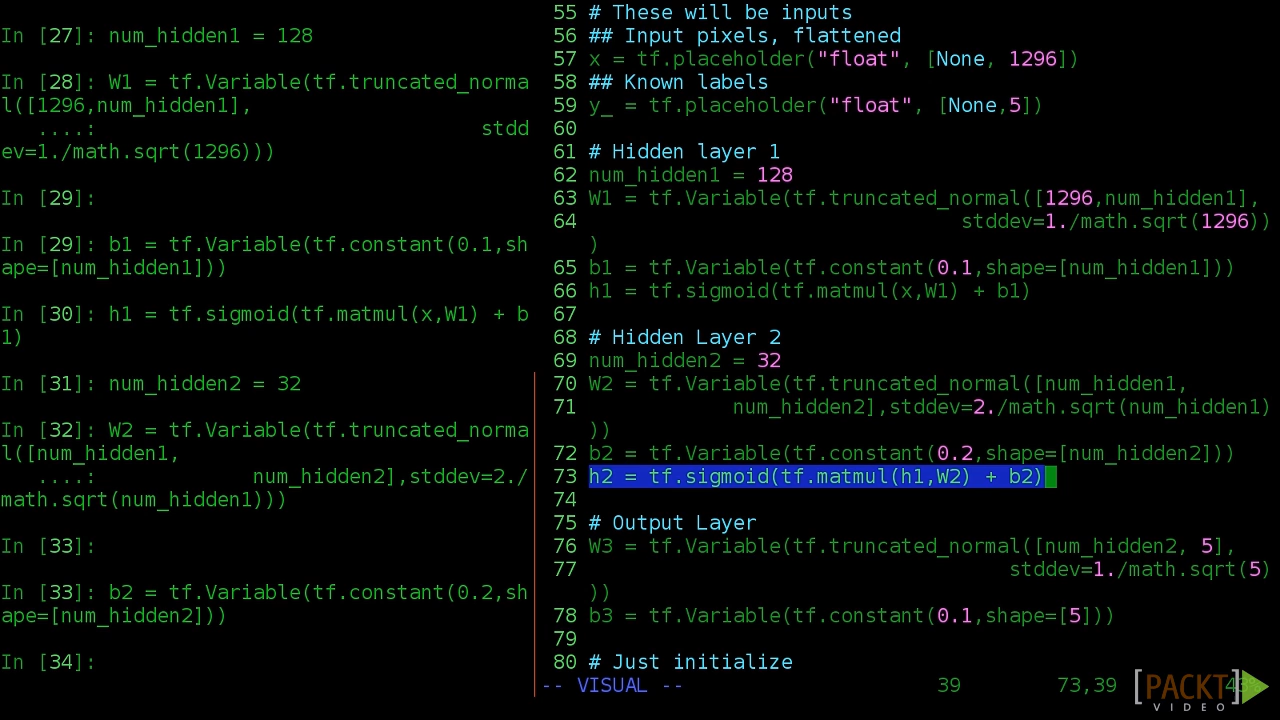 In [27]: num_hidden1 = 128
In [28]: W1 = tf.Variable(tf.truncated_norma
l([1296,num_hidden1],
....: stdd
ev=1./math.sqrt(1296)))
In [29]:
In [29]: b1 = tf.Variable(tf.constant(0.1,sh
ape=[num_hidden1]))
In [30]: h1 = tf.sigmoid(tf.matmul(x,W1) + b
1)
In [31]: num_hidden2 = 32
In [32]: W2 = tf.Variable(tf.truncated_norma
l([num_hidden1,
....: num_hidden2],stddev=2./
math.sqrt(num_hidden1)))
In [33]:
In [33]: b2 = tf.Variable(tf.constant(0.2,sh
ape=[num_hidden2]))
In [34]:
55 # These will be inputs
56 ## Input pixels, flattened
57 x = tf.placeholder("float", [None, 1296])
58 ## Known labels
59 y_ = tf.placeholder("float", [None,5])
60
61 # Hidden layer 1
62 num_hidden1 = 128
63 W1 = tf.Variable(tf.truncated_normal([1296,num_hidden1],
64 stddev=1./math.sqrt(1296))
)
65 b1 = tf.Variable(tf.constant(0.1,shape=[num_hidden1]))
66 h1 = tf.sigmoid(tf.matmul(x,W1) + b1)
67
68 # Hidden Layer 2
69 num_hidden2 = 32
70 W2 = tf.Variable(tf.truncated_normal([num_hidden1,
71 num_hidden2],stddev=2./math.sqrt(num_hidden1)
))
72 b2 = tf.Variable(tf.constant(0.2,shape=[num_hidden2]))
73 h2 = tf.sigmoid(tf.matmul(h1,W2) + b2)
74
75 # Output Layer
76 W3 = tf.Variable(tf.truncated_normal([num_hidden2, 5],
77 stddev=1./math.sqrt(5)
))
78 b3 = tf.Variable(tf.constant(0.1,shape=[5]))
79
80 # Just initialize
-- VISUAL -- 39 73,39
[PACKT]
VIDEO